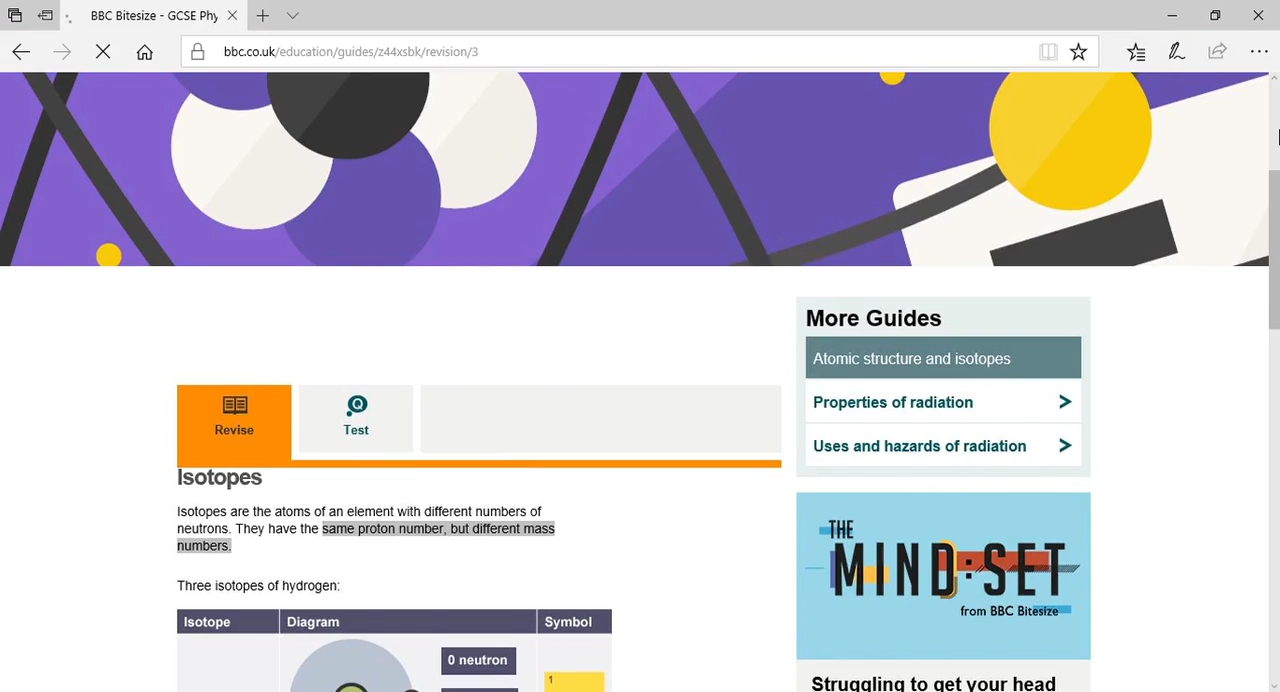 BBC Bitesize - GCSE Phy
bbc.co.uk/education/guides/z44xsbk/revision/3
More Guides
Atomic structure and isotopes
Properties of radiation
Uses and hazards of radiation
Revise
Test
Isotopes
Isotopes are the atoms of an element with different numbers of
neutrons. They have the same proton number, but different mass
numbers.
Three isotopes of hydrogen:
Isotope Diagram Symbol
0 neutron
1
THE
MIND:SET
from BBC Bitesize
Struggling to get your head